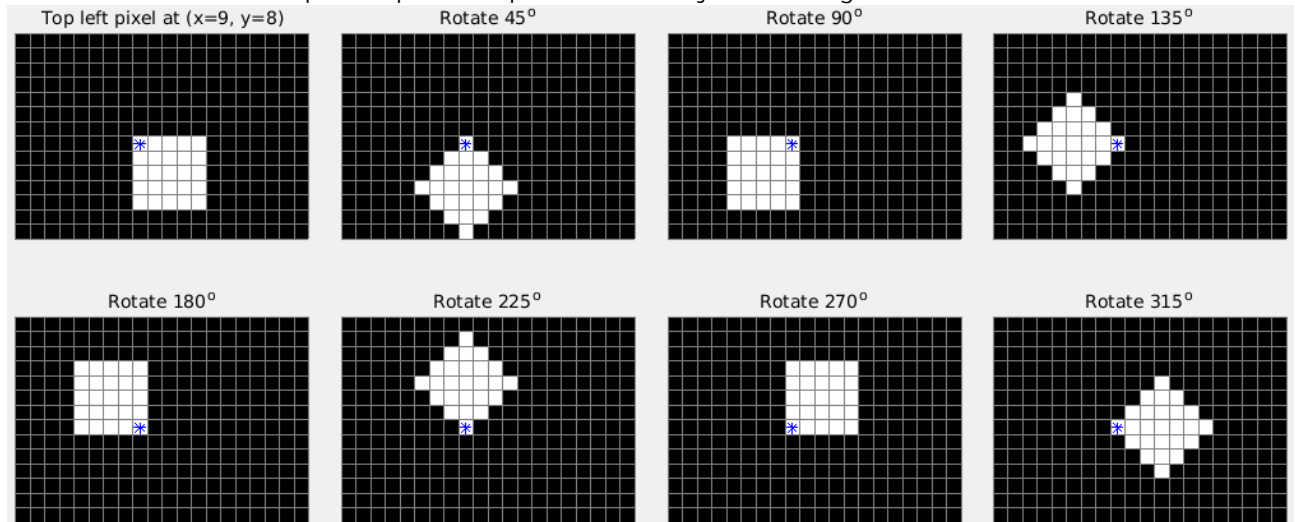 Top left pixel at (x=9, y=8) Rotate 45° Rotate 90° Rotate 135°
Rotate 180° Rotate 225° Rotate 270° Rotate 315°